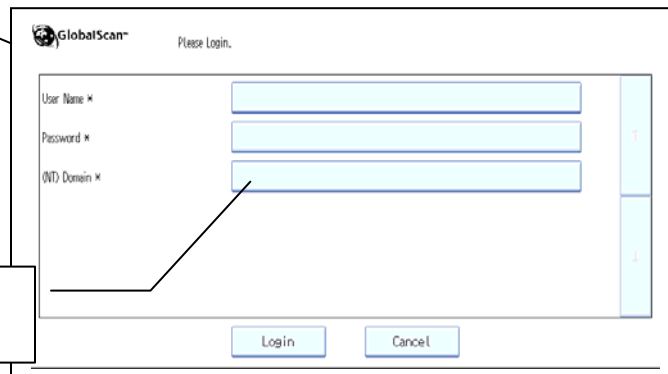 GlobalScan™
Please Login.
User Name *
Password *
(NT) Domain *
↑
↓
Login
Cancel